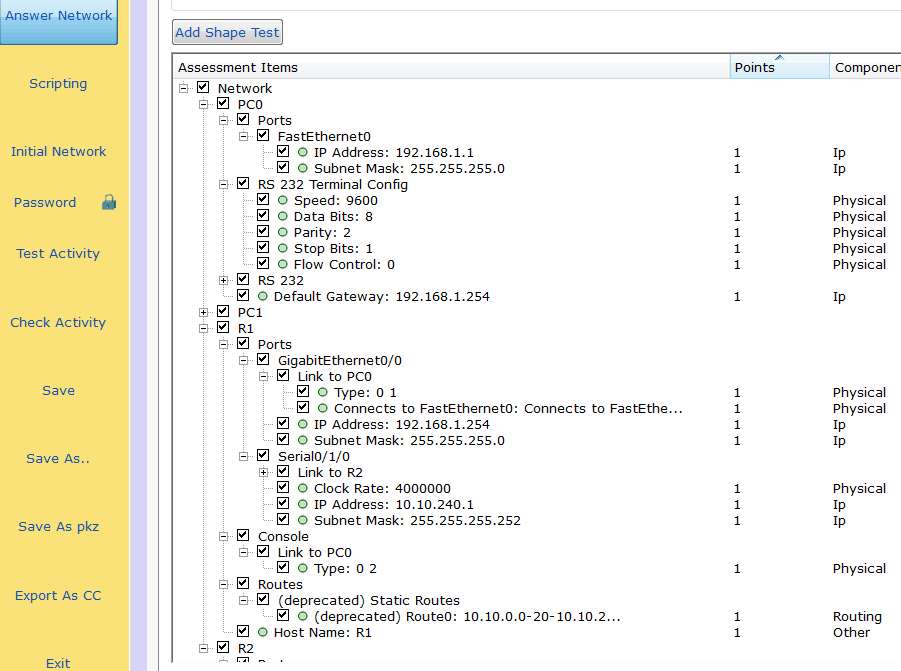 Answer Network
Scripting
Initial Network
Password
Test Activity
Check Activity
Save
Save As..
Save As pkz
Export As CC
Exit
Add Shape Test
Assessment Items Points Componen
Network
PC0
Ports
FastEthernet0
IP Address: 192.168.1.1 1 Ip
Subnet Mask: 255.255.255.0 1 Ip
RS 232 Terminal Config
Speed: 9600 1 Physical
Data Bits: 8 1 Physical
Parity: 2 1 Physical
Stop Bits: 1 1 Physical
Flow Control: 0 1 Physical
RS 232
Default Gateway: 192.168.1.254 1 Ip
PC1
R1
Ports
GigabitEthernet0/0
Link to PC0
Type: 0 1 1 Physical
Connects to FastEthernet0: Connects to FastEthe... 1 Physical
IP Address: 192.168.1.254 1 Ip
Subnet Mask: 255.255.255.0 1 Ip
Serial0/1/0
Link to R2
Clock Rate: 4000000 1 Physical
IP Address: 10.10.240.1 1 Ip
Subnet Mask: 255.255.255.252 1 Ip
Console
Link to PC0
Type: 0 2 1 Physical
Routes
(deprecated) Static Routes
(deprecated) Route0: 10.10.0.0-20-10.10.2... 1 Routing
Host Name: R1 1 Other
R2